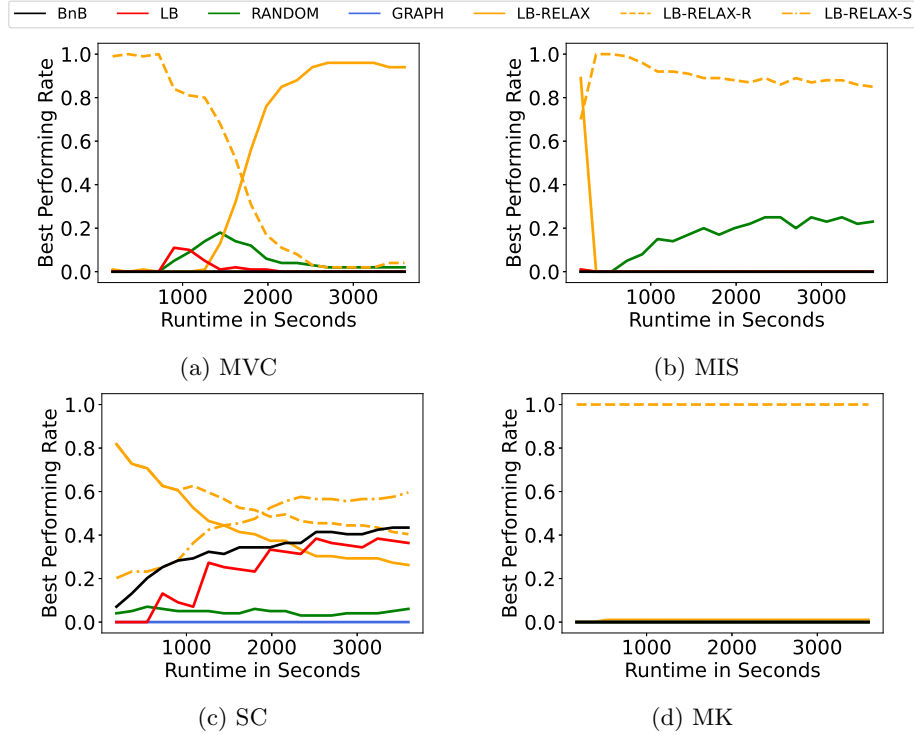 BnB LB RANDOM GRAPH LB-RELAX LB-RELAX-R LB-RELAX-S
1.0
0.8
0.6
0.4
0.2
0.0
Best Performing Rate
1000 2000 3000
Runtime in Seconds
(a) MVC
1.0
0.8
0.6
0.4
0.2
0.0
Best Performing Rate
1000 2000 3000
Runtime in Seconds
(b) MIS
1.0
0.8
0.6
0.4
0.2
0.0
Best Performing Rate
1000 2000 3000
Runtime in Seconds
(c) SC
1.0
0.8
0.6
0.4
0.2
0.0
Best Performing Rate
1000 2000 3000
Runtime in Seconds
(d) MK